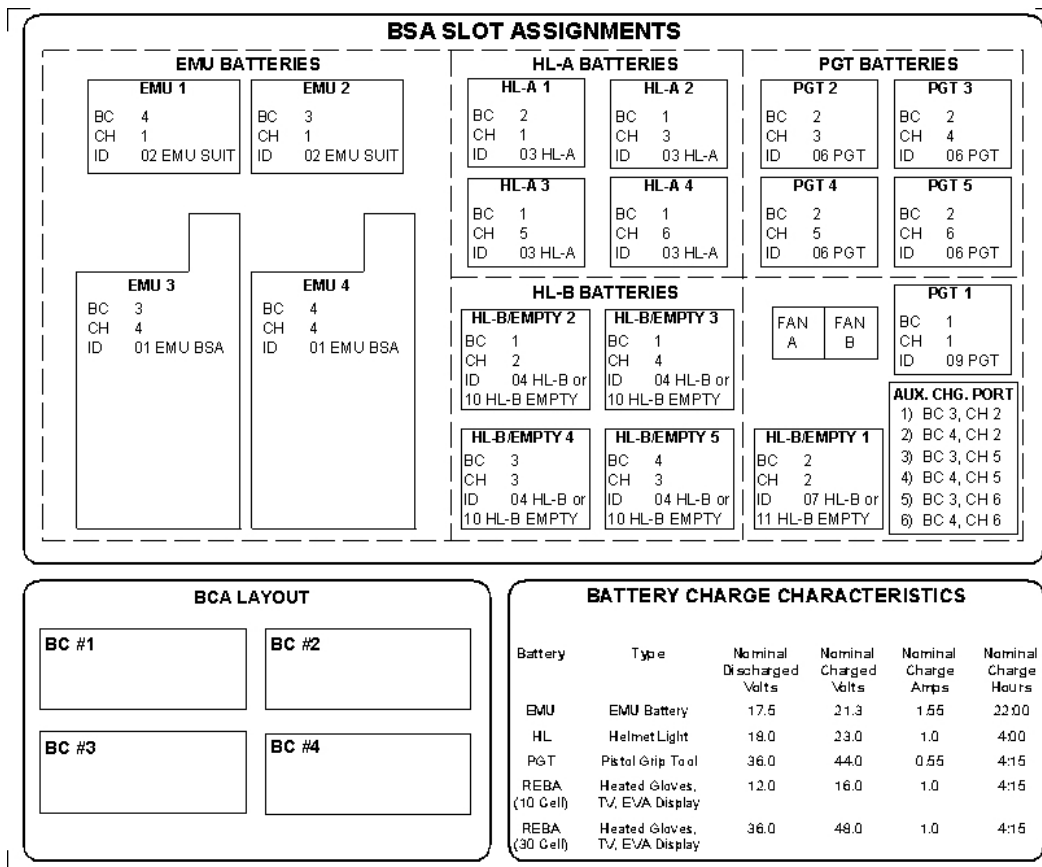 BSA SLOT ASSIGNMENTS
EMU BATTERIES
EMU 1
BC 4
CH 1
ID 02 EMU SUIT
EMU 2
BC 3
CH 1
ID 02 EMU SUIT
EMU 3
BC 3
CH 4
ID 01 EMU BSA
EMU 4
BC 4
CH 4
ID 01 EMU BSA
HL-A BATTERIES
HL-A 1
BC 2
CH 1
ID 03 HL-A
HL-A 2
BC 1
CH 3
ID 03 HL-A
HL-A 3
BC 1
CH 5
ID 03 HL-A
HL-A 4
BC 1
CH 6
ID 03 HL-A
HL-B BATTERIES
HL-B/EMPTY 2
BC 1
CH 2
ID 04 HL-B or
10 HL-B EMPTY
HL-B/EMPTY 3
BC 1
CH 4
ID 04 HL-B or
10 HL-B EMPTY
HL-B/EMPTY 4
BC 3
CH 3
ID 04 HL-B or
10 HL-B EMPTY
HL-B/EMPTY 5
BC 4
CH 3
ID 04 HL-B or
10 HL-B EMPTY
PGT BATTERIES
PGT 2
BC 2
CH 3
ID 06 PGT
PGT 3
BC 2
CH 4
ID 06 PGT
PGT 4
BC 2
CH 5
ID 06 PGT
PGT 5
BC 2
CH 6
ID 06 PGT
FAN A
FAN B
PGT 1
BC 1
CH 1
ID 09 PGT
HL-B/EMPTY 1
BC 2
CH 2
ID 07 HL-B or
11 HL-B EMPTY
AUX. CHG. PORT
1) BC 3, CH 2
2) BC 4, CH 2
3) BC 3, CH 5
4) BC 4, CH 5
5) BC 3, CH 6
6) BC 4, CH 6
BCA LAYOUT
BC #1
BC #2
BC #3
BC #4
BATTERY CHARGE CHARACTERISTICS
Battery Type Nominal Discharged Volts Nominal Charged Volts Nominal Charge Amps Nominal Charge Hours
EMU EMU Battery 17.5 21.3 1.55 22:00
HL Helmet Light 18.0 23.0 1.0 4:00
PGT Pistol Grip Tool 36.0 44.0 0.55 4:15
REBA (10 Cell) Heated Gloves, TV, EVA Display 12.0 16.0 1.0 4:15
REBA (30 Cell) Heated Gloves, TV, EVA Display 36.0 48.0 1.0 4:15